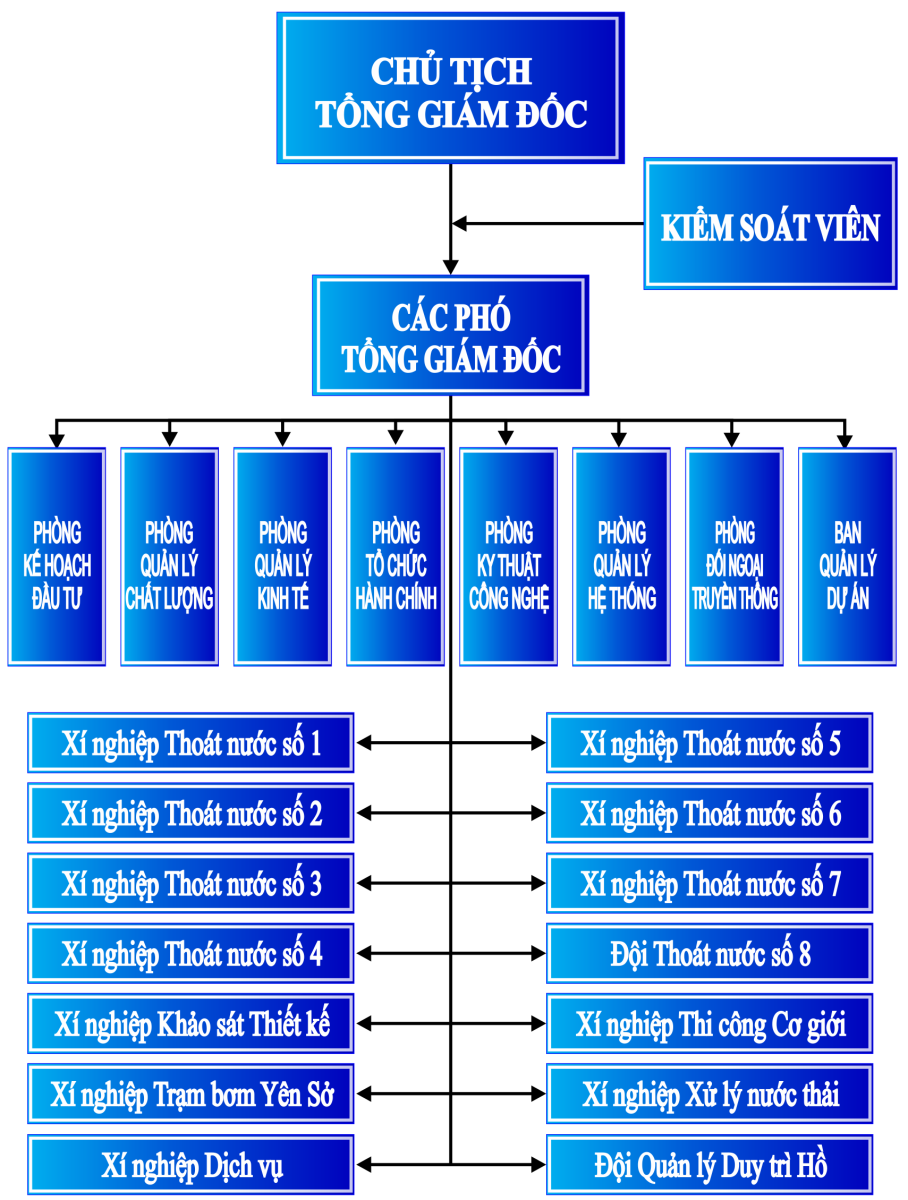 CHỦ TỊCH
TỔNG GIÁM ĐỐC
KIỂM SOÁT VIÊN
CÁC PHÓ
TỔNG GIÁM ĐỐC
PHÒNG
KẾ HOẠCH
ĐẦU TƯ
PHÒNG
QUẢN LÝ
CHẤT LƯỢNG
PHÒNG
QUẢN LÝ
KINH TẾ
PHÒNG
TỔ CHỨC
HÀNH CHÍNH
PHÒNG
KỸ THUẬT
CÔNG NGHỆ
PHÒNG
QUẢN LÝ
HỆ THỐNG
PHÒNG
ĐỐI NGOẠI
TRUYỀN THÔNG
BAN
QUẢN LÝ
DỰ ÁN
Xí nghiệp Thoát nước số 1
Xí nghiệp Thoát nước số 5
Xí nghiệp Thoát nước số 2
Xí nghiệp Thoát nước số 6
Xí nghiệp Thoát nước số 3
Xí nghiệp Thoát nước số 7
Xí nghiệp Thoát nước số 4
Đội Thoát nước số 8
Xí nghiệp Khảo sát Thiết kế
Xí nghiệp Thi công Cơ giới
Xí nghiệp Trạm bơm Yên Sở
Xí nghiệp Xử lý nước thải
Xí nghiệp Dịch vụ
Đội Quản lý Duy trì Hồ